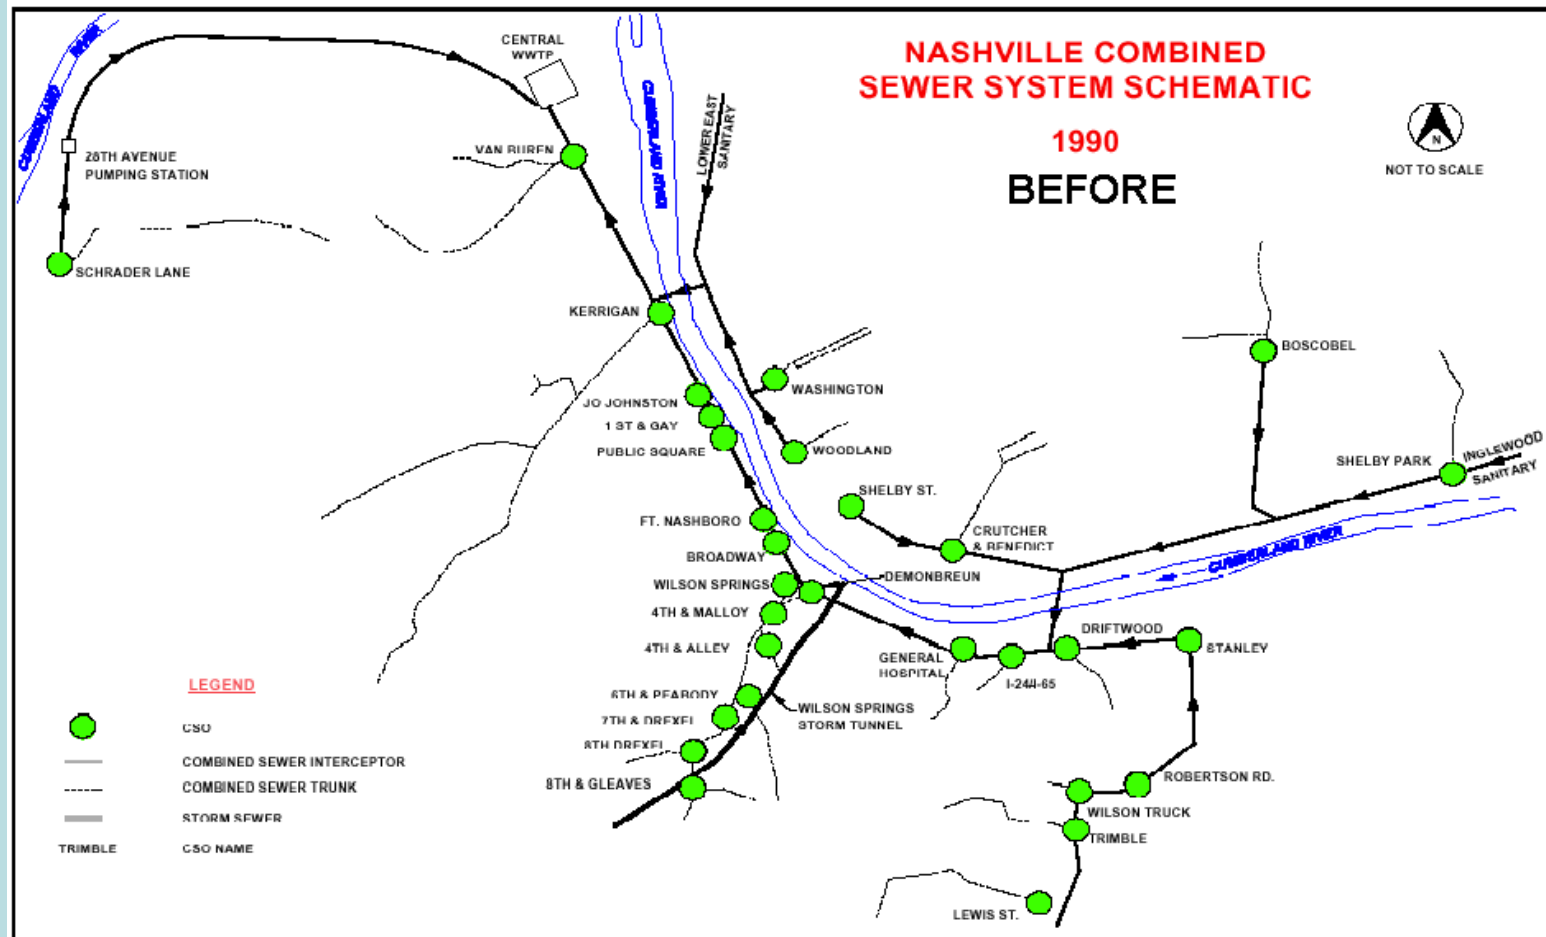 NASHVILLE COMBINED
SEWER SYSTEM SCHEMATIC
1990
BEFORE
N
NOT TO SCALE
CUMBERLAND
RIVER
CENTRAL
WWTP
28TH AVENUE
PUMPING STATION
SCHRADER LANE
VAN BUREN
CUMBERLAND RIVER
LOWER EAST
SANITARY
KERRIGAN
WASHINGTON
WOODLAND
JO JOHNSTON
1 ST & GAY
PUBLIC SQUARE
BOSCOBEL
SHELBY PARK
INGLEWOOD
SANITARY
SHELBY ST.
CRUTCHER
& BENEDICT
FT. NASHBORO
BROADWAY
CUMBERLAND RIVER
WILSON SPRINGS
DEMONBREUN
4TH & MALLOY
4TH & ALLEY
GENERAL
HOSPITAL
I-24/I-65
DRIFTWOOD
STANLEY
6TH & PEABODY
7TH & DREXEL
8TH DREXEL
8TH & GLEAVES
WILSON SPRINGS
STORM TUNNEL
ROBERTSON RD.
WILSON TRUCK
TRIMBLE
LEWIS ST.
LEGEND
CSO
COMBINED SEWER INTERCEPTOR
COMBINED SEWER TRUNK
STORM SEWER
TRIMBLE CSO NAME